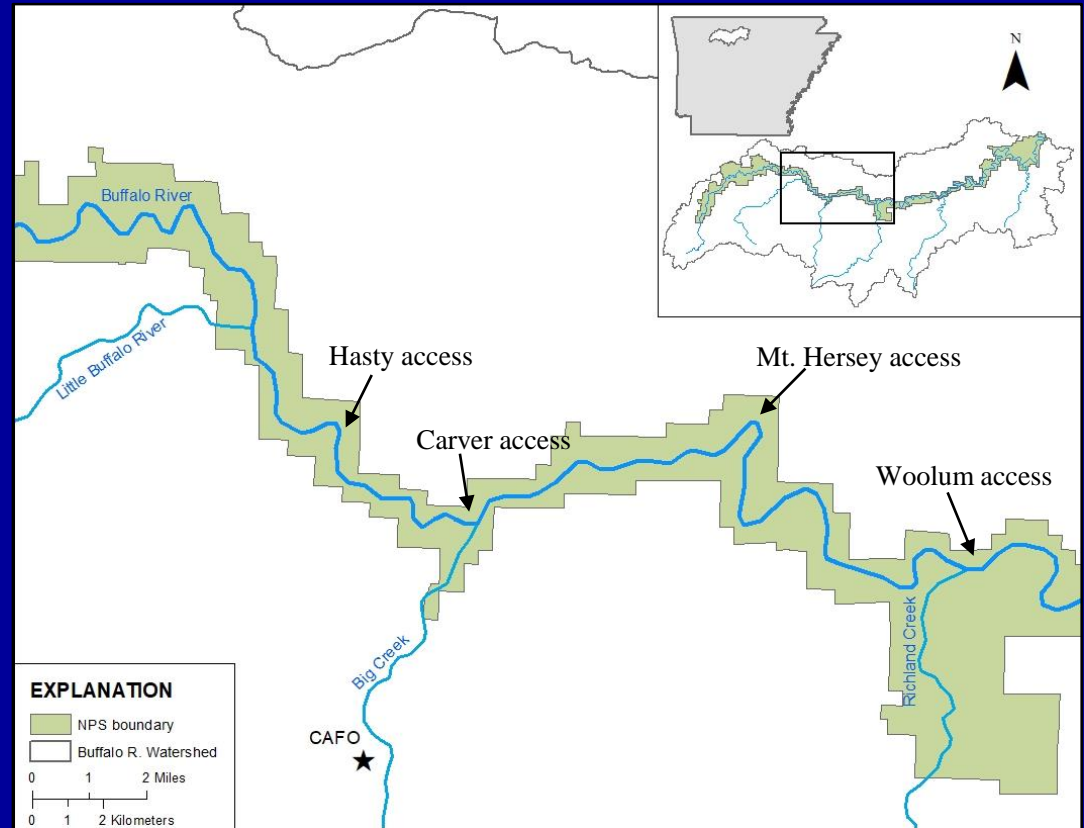 N
Buffalo River
Little Buffalo River
Hasty access
Mt. Hersey access
Carver access
Woolum access
Big Creek
Richland Creek
CAFO
EXPLANATION
NPS boundary
Buffalo R. Watershed
0 1 2 Miles
0 1 2 Kilometers